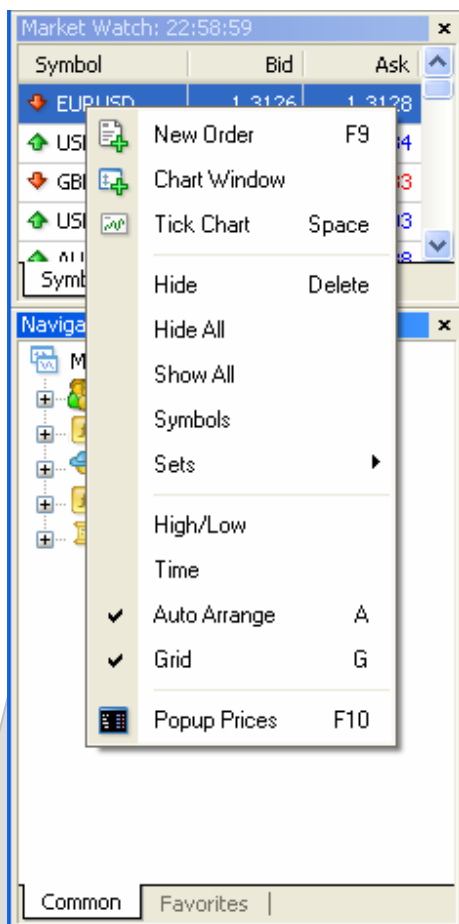 Market Watch: 22:58:59
Symbol Bid Ask
EURUSD 1.3126 1.3128
New Order F9
Chart Window
Tick Chart Space
Hide Delete
Hide All
Show All
Symbols
Sets
High/Low
Time
Auto Arrange A
Grid G
Popup Prices F10
Common Favorites